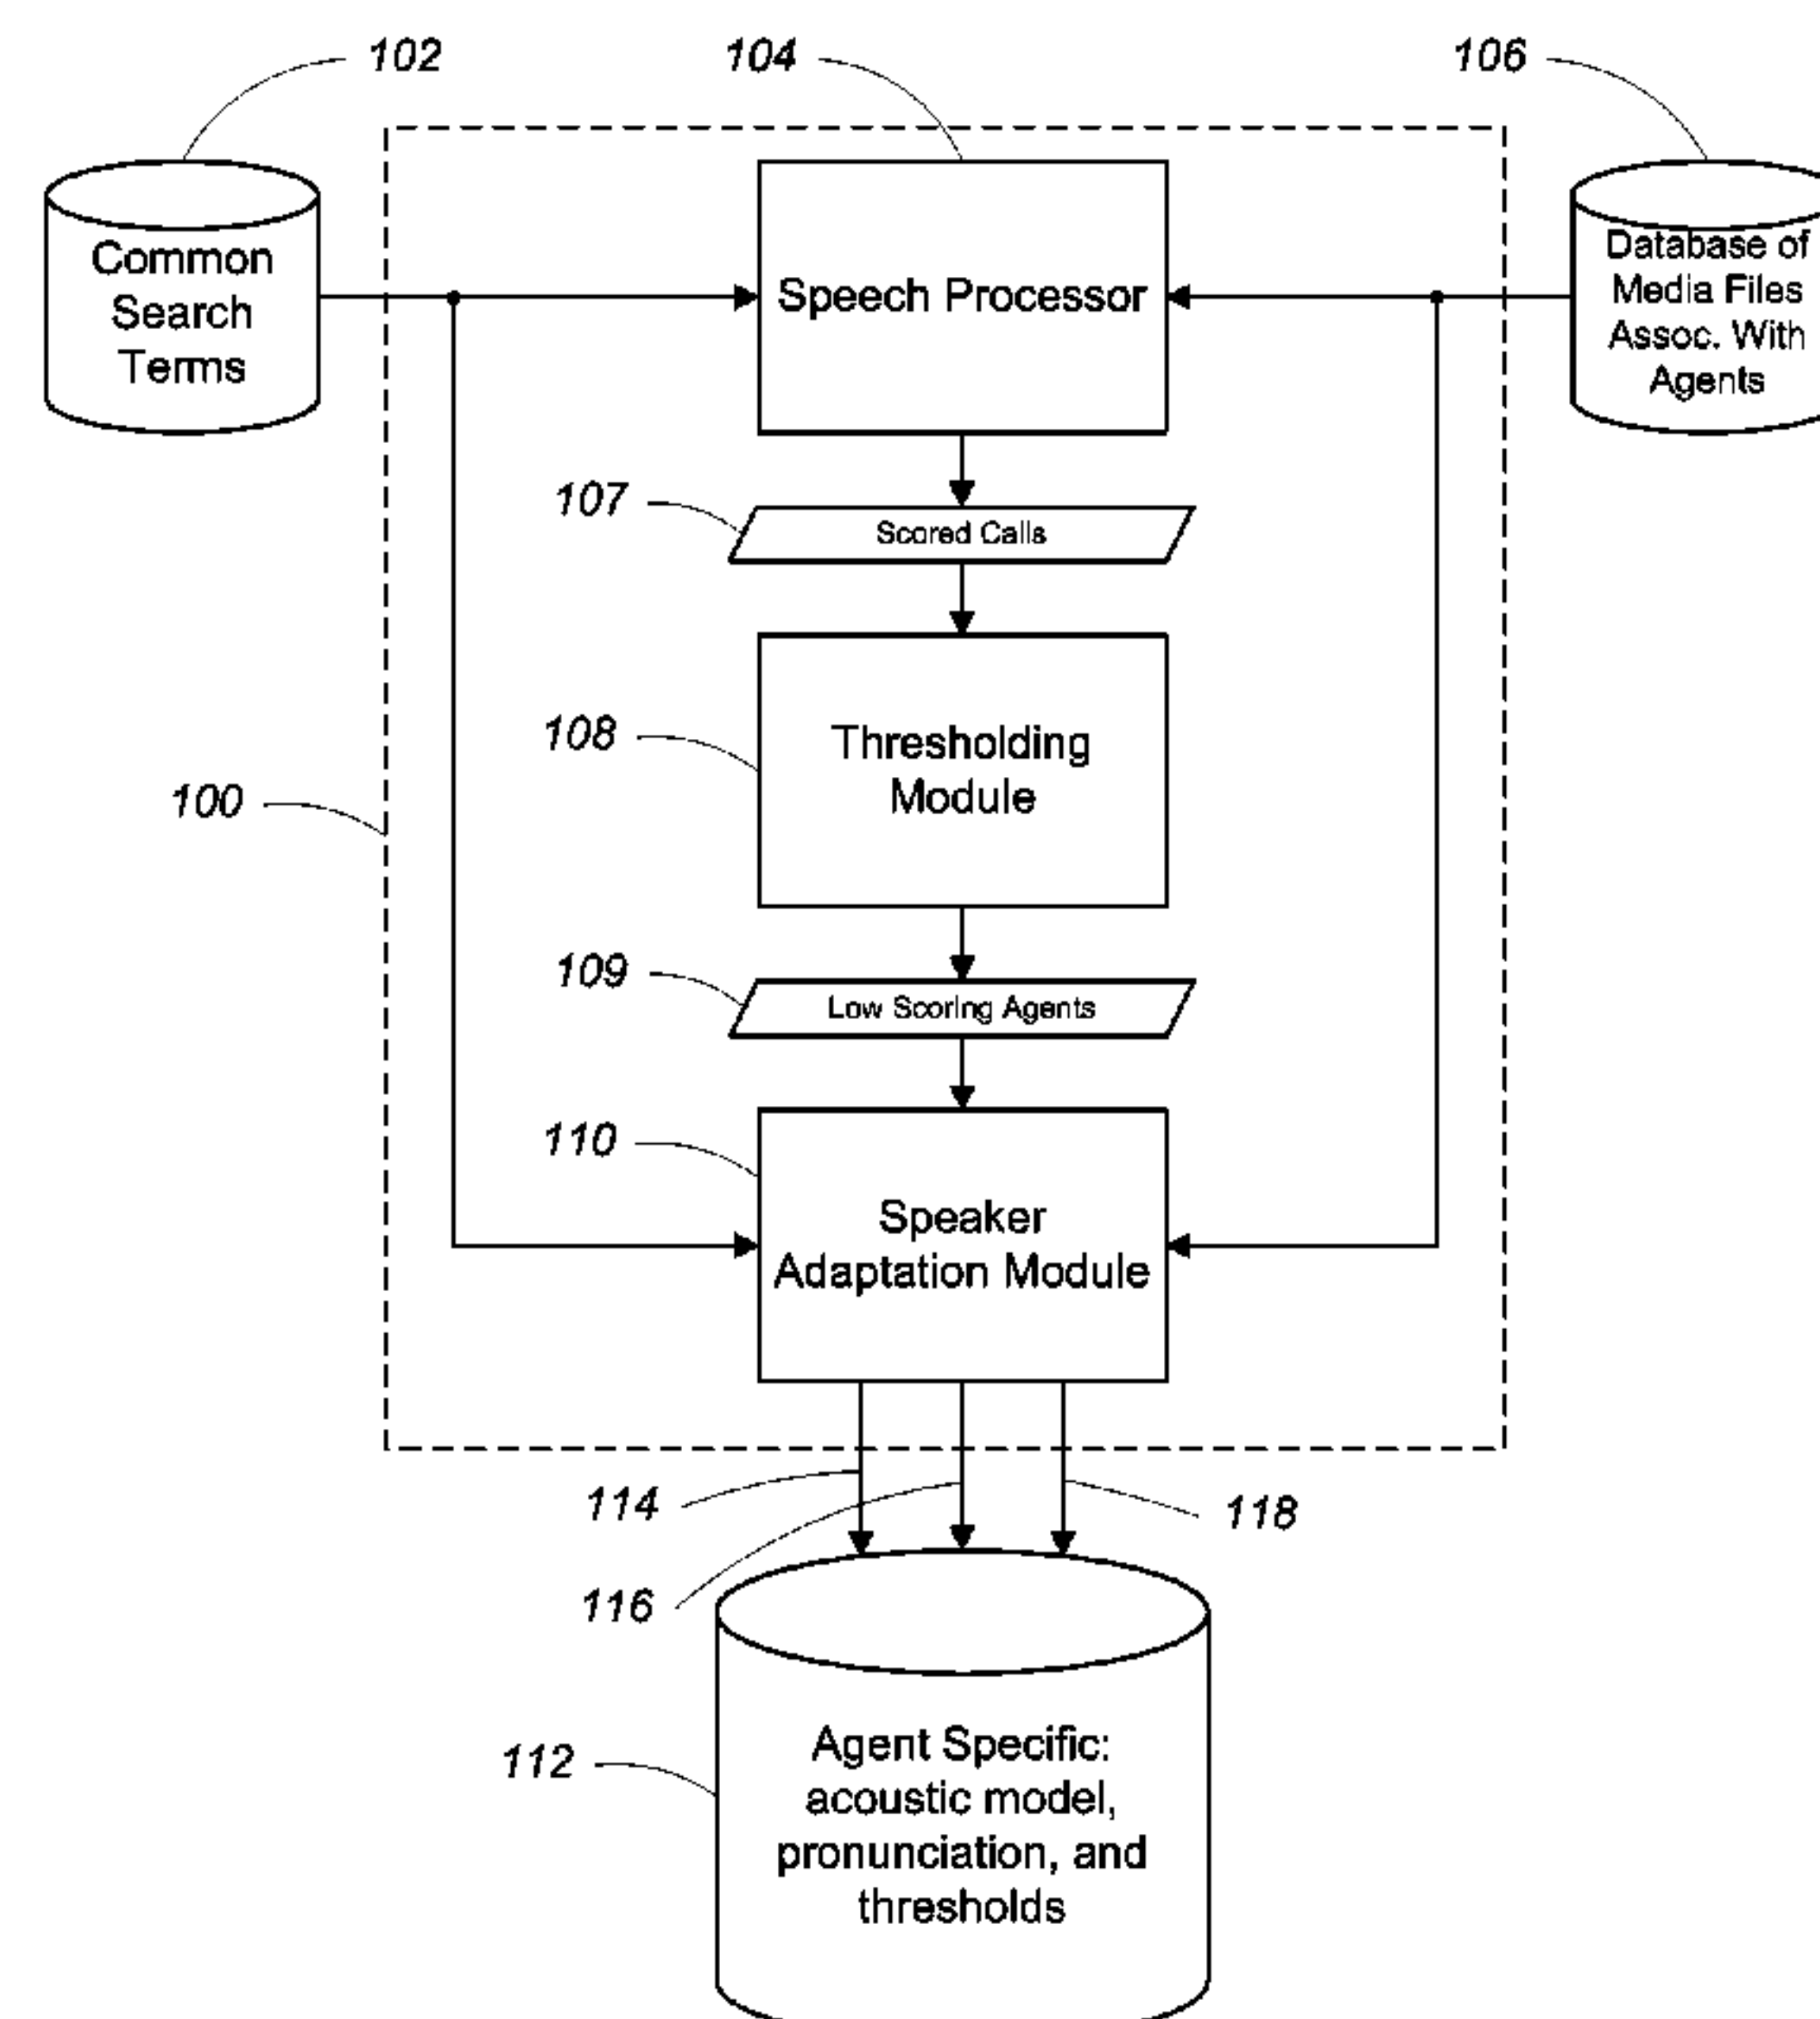 102
104
106
Common
Search
Terms
Speech Processor
Database of
Media Files
Assoc. With
Agents
107
Scored Calls
108
Thresholding
Module
100
109
Low Scoring Agents
110
Speaker
Adaptation Module
114
116
118
112
Agent Specific:
acoustic model,
pronunciation, and
thresholds